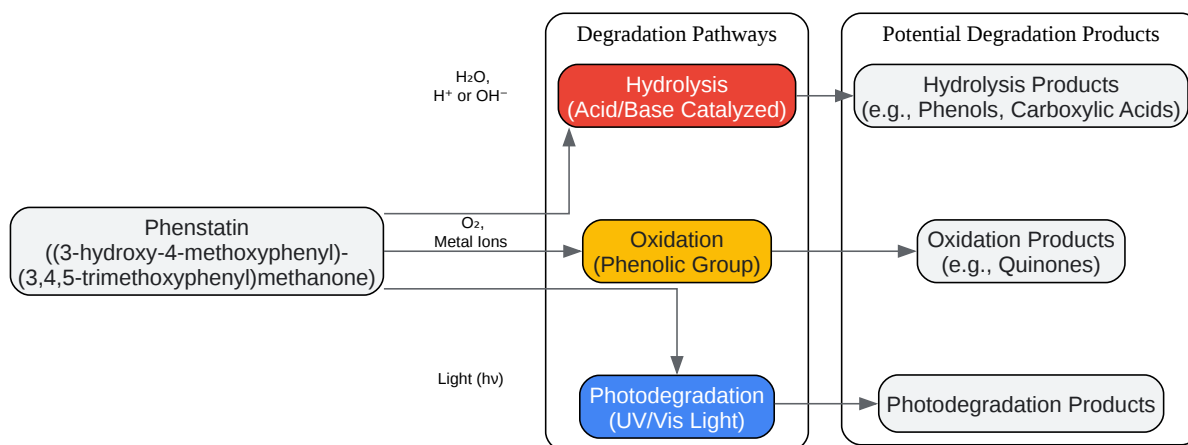 Degradation Pathways
Potential Degradation Products
H₂O,
H⁺ or OH⁻
Hydrolysis
(Acid/Base Catalyzed)
Hydrolysis Products
(e.g., Phenols, Carboxylic Acids)
Phenstatin
((3-hydroxy-4-methoxyphenyl)-
(3,4,5-trimethoxyphenyl)methanone)
O₂,
Metal Ions
Oxidation
(Phenolic Group)
Oxidation Products
(e.g., Quinones)
Light (hν)
Photodegradation
(UV/Vis Light)
Photodegradation Products